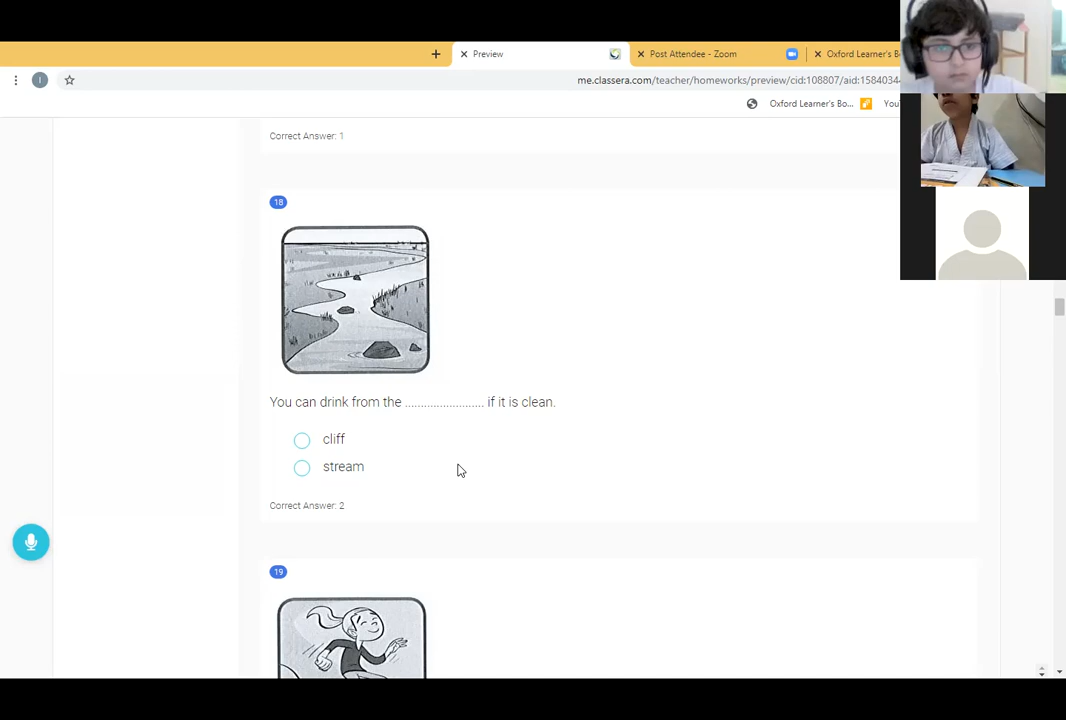 Preview
Post Attendee - Zoom
Oxford Learner's Bo
me.classera.com/teacher/homeworks/preview/cid:108807/aid:1584034
Oxford Learner's Bo...
You
Correct Answer: 1
18
You can drink from the ......................... if it is clean.
cliff
stream
Correct Answer: 2
19